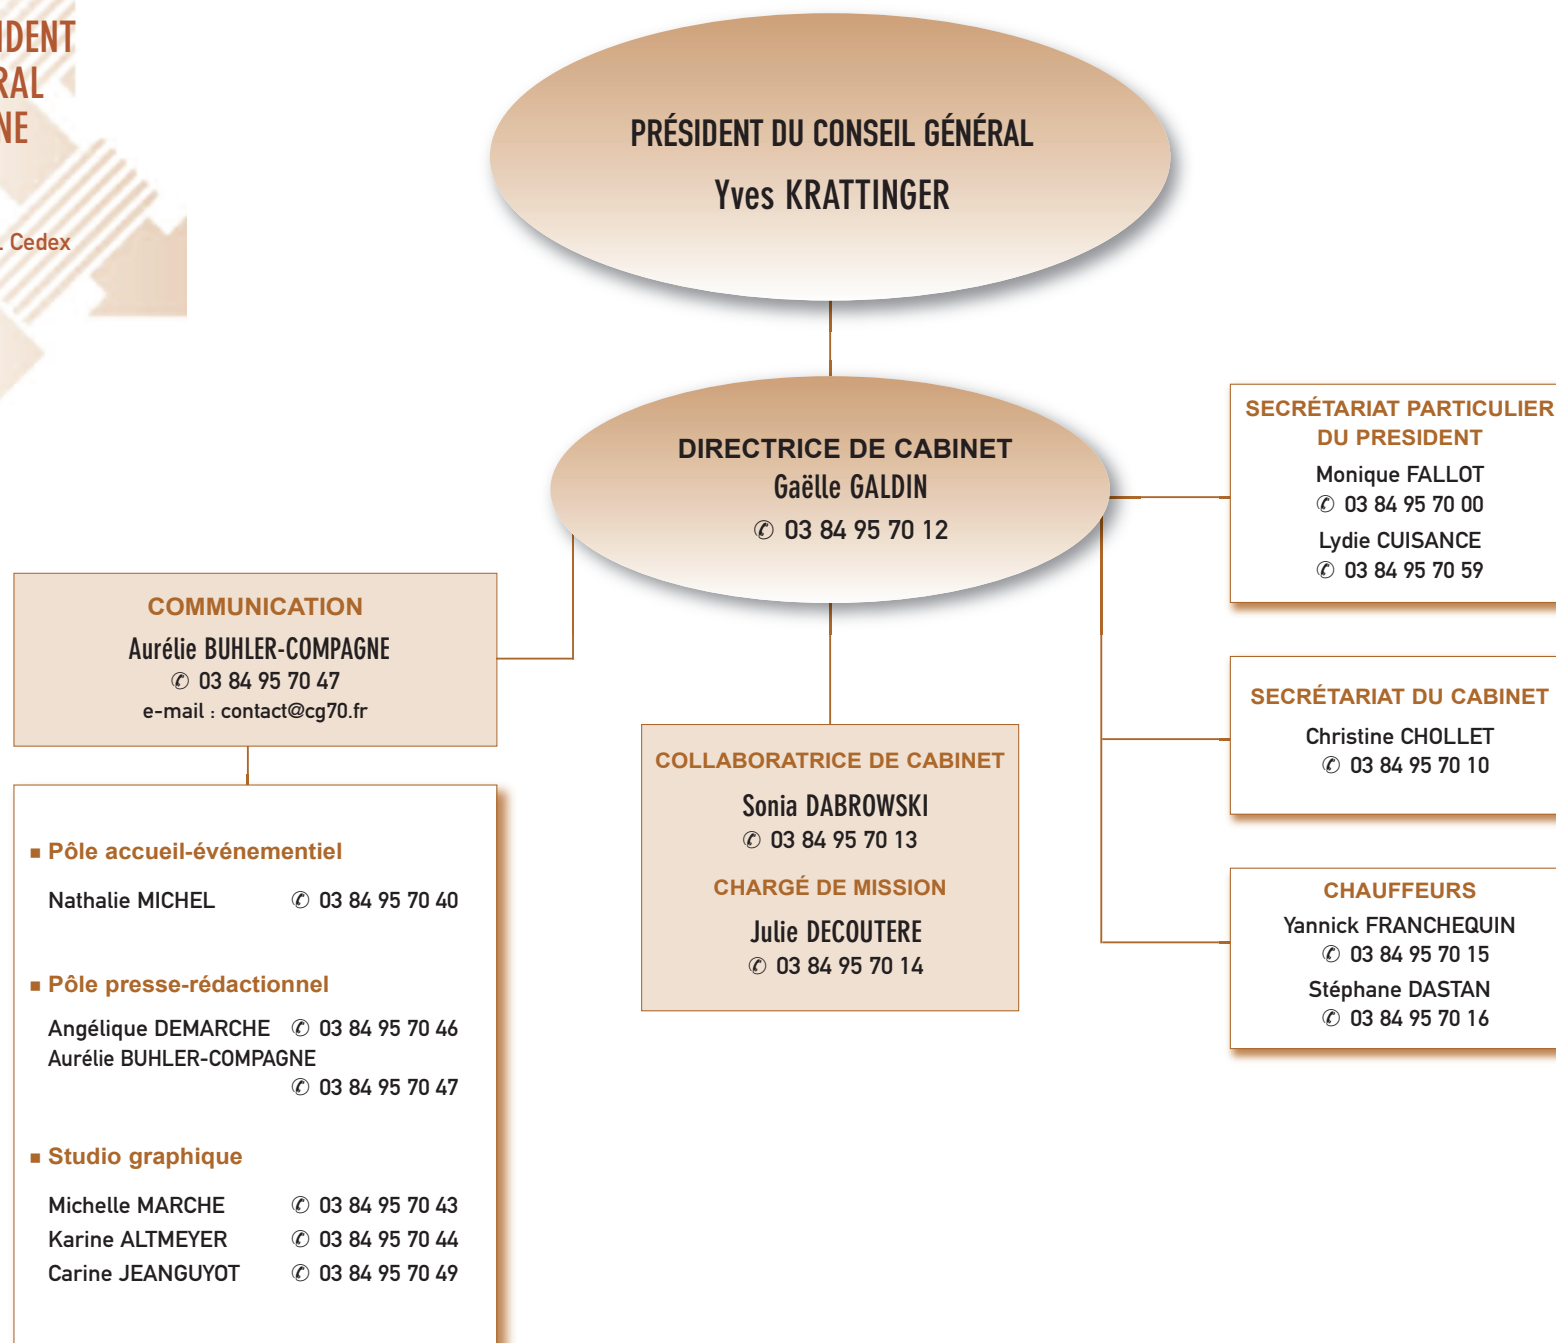 PRÉSIDENT DU CONSEIL GÉNÉRAL
Yves KRATTINGER
Cedex
DIRECTRICE DE CABINET
Gaëlle GALDIN
✆ 03 84 95 70 12
SECRÉTARIAT PARTICULIER
DU PRESIDENT
Monique FALLOT
✆ 03 84 95 70 00
Lydie CUISANCE
✆ 03 84 95 70 59
COMMUNICATION
Aurélie BUHLER-COMPAGNE
✆ 03 84 95 70 47
e-mail : contact@cg70.fr
SECRÉTARIAT DU CABINET
Christine CHOLLET
✆ 03 84 95 70 10
COLLABORATRICE DE CABINET
Sonia DABROWSKI
✆ 03 84 95 70 13
CHARGÉ DE MISSION
Julie DECOUTERE
✆ 03 84 95 70 14
CHAUFFEURS
Yannick FRANCHEQUIN
✆ 03 84 95 70 15
Stéphane DASTAN
✆ 03 84 95 70 16
■ Pôle accueil-événementiel
Nathalie MICHEL ✆ 03 84 95 70 40
■ Pôle presse-rédactionnel
Angélique DEMARCHE ✆ 03 84 95 70 46
Aurélie BUHLER-COMPAGNE
✆ 03 84 95 70 47
■ Studio graphique
Michelle MARCHE ✆ 03 84 95 70 43
Karine ALTMEYER ✆ 03 84 95 70 44
Carine JEANGUYOT ✆ 03 84 95 70 49